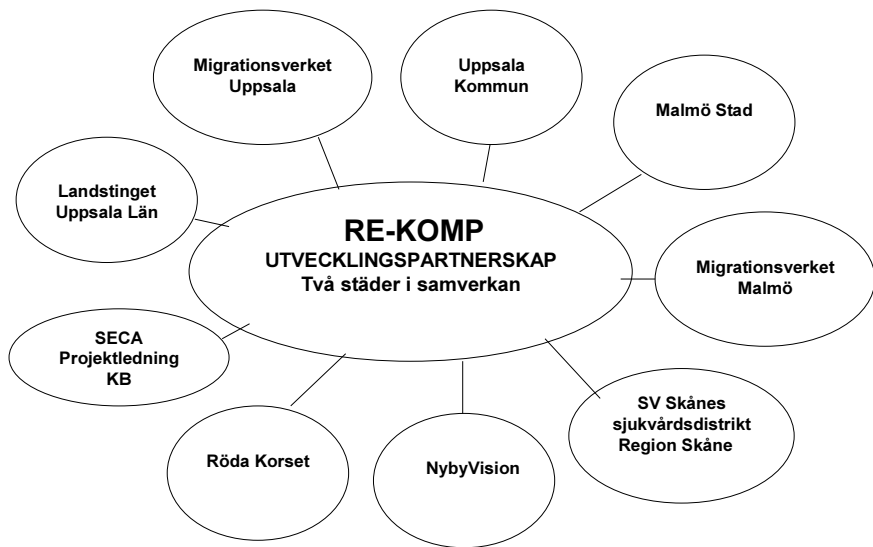 Migrationsverket
Uppsala
Uppsala
Kommun
Malmö Stad
Landstinget
Uppsala Län
RE-KOMP
UTVECKLINGSPARTNERSKAP
Två städer i samverkan
Migrationsverket
Malmö
SECA
Projektledning
KB
SV Skånes
sjukvårdsdistrikt
Region Skåne
Röda Korset
NybyVision